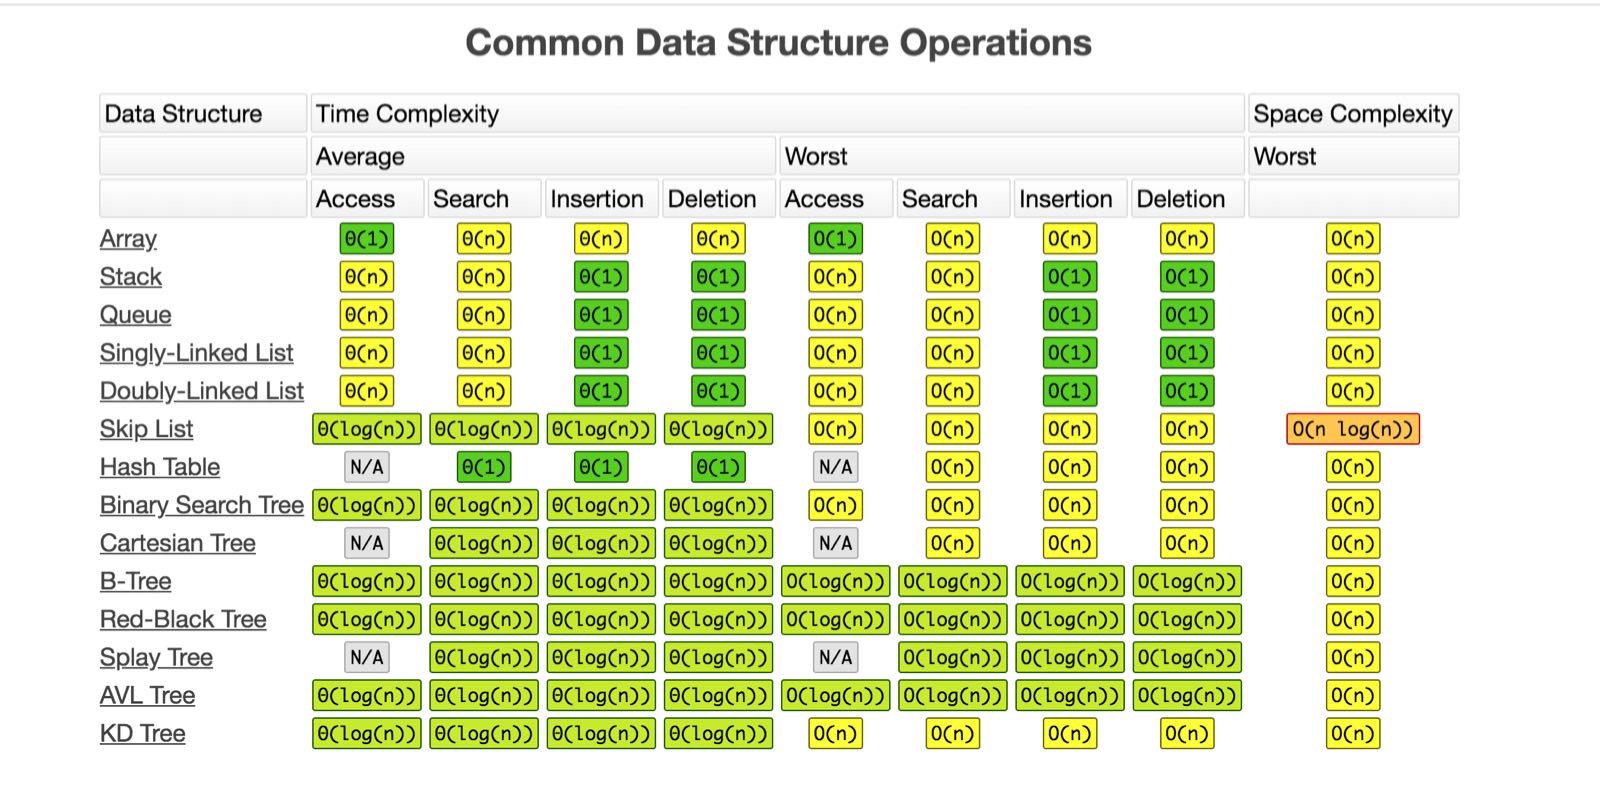 Common Data Structure Operations
Data Structure Time Complexity Space Complexity
Average Worst Worst
Access Search Insertion Deletion Access Search Insertion Deletion
Array Θ(1) Θ(n) Θ(n) Θ(n) O(1) O(n) O(n) O(n) O(n)
Stack Θ(n) Θ(n) Θ(1) Θ(1) O(n) O(n) O(1) O(1) O(n)
Queue Θ(n) Θ(n) Θ(1) Θ(1) O(n) O(n) O(1) O(1) O(n)
Singly-Linked List Θ(n) Θ(n) Θ(1) Θ(1) O(n) O(n) O(1) O(1) O(n)
Doubly-Linked List Θ(n) Θ(n) Θ(1) Θ(1) O(n) O(n) O(1) O(1) O(n)
Skip List Θ(log(n)) Θ(log(n)) Θ(log(n)) Θ(log(n)) O(n) O(n) O(n) O(n) O(n log(n))
Hash Table N/A Θ(1) Θ(1) Θ(1) N/A O(n) O(n) O(n) O(n)
Binary Search Tree Θ(log(n)) Θ(log(n)) Θ(log(n)) Θ(log(n)) O(n) O(n) O(n) O(n) O(n)
Cartesian Tree N/A Θ(log(n)) Θ(log(n)) Θ(log(n)) N/A O(n) O(n) O(n) O(n)
B-Tree Θ(log(n)) Θ(log(n)) Θ(log(n)) Θ(log(n)) O(log(n)) O(log(n)) O(log(n)) O(log(n)) O(n)
Red-Black Tree Θ(log(n)) Θ(log(n)) Θ(log(n)) Θ(log(n)) O(log(n)) O(log(n)) O(log(n)) O(log(n)) O(n)
Splay Tree N/A Θ(log(n)) Θ(log(n)) Θ(log(n)) N/A O(log(n)) O(log(n)) O(log(n)) O(n)
AVL Tree Θ(log(n)) Θ(log(n)) Θ(log(n)) Θ(log(n)) O(log(n)) O(log(n)) O(log(n)) O(log(n)) O(n)
KD Tree Θ(log(n)) Θ(log(n)) Θ(log(n)) Θ(log(n)) O(n) O(n) O(n) O(n) O(n)